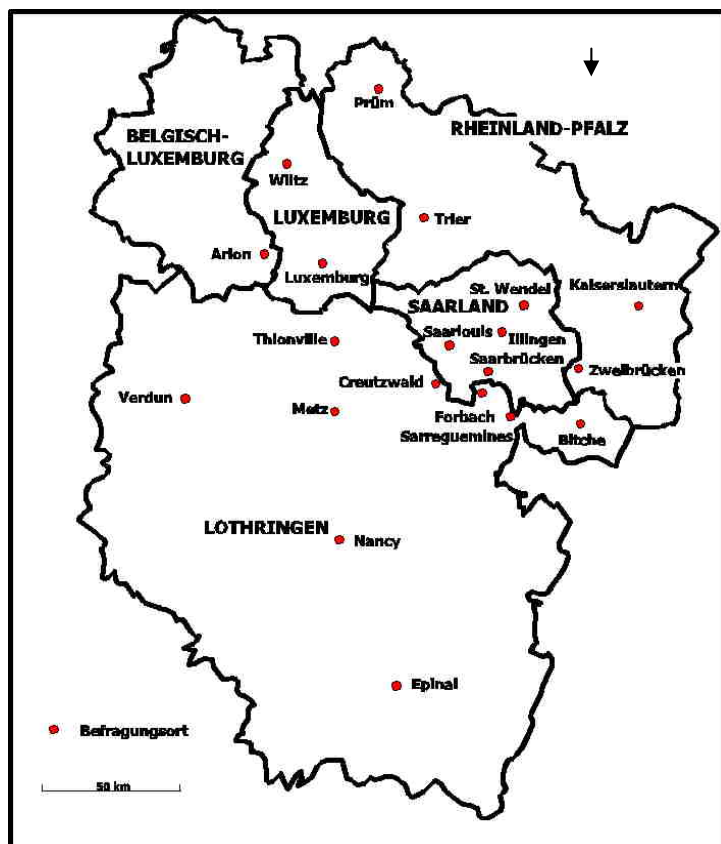 Prüm
RHEINLAND-PFALZ
BELGISCH-
LUXEMBURG
Wiltz
LUXEMBURG
Trier
Arlon
Luxemburg
St. Wendel
Kaiserslautern
SAARLAND
Saarlouis
Illingen
Thionville
Saarbrücken
Zweibrücken
Creutzwald
Verdun
Metz
Forbach
Sarreguemines
Bitche
LOTHRINGEN
Nancy
Epinal
Befragungsort
50 km